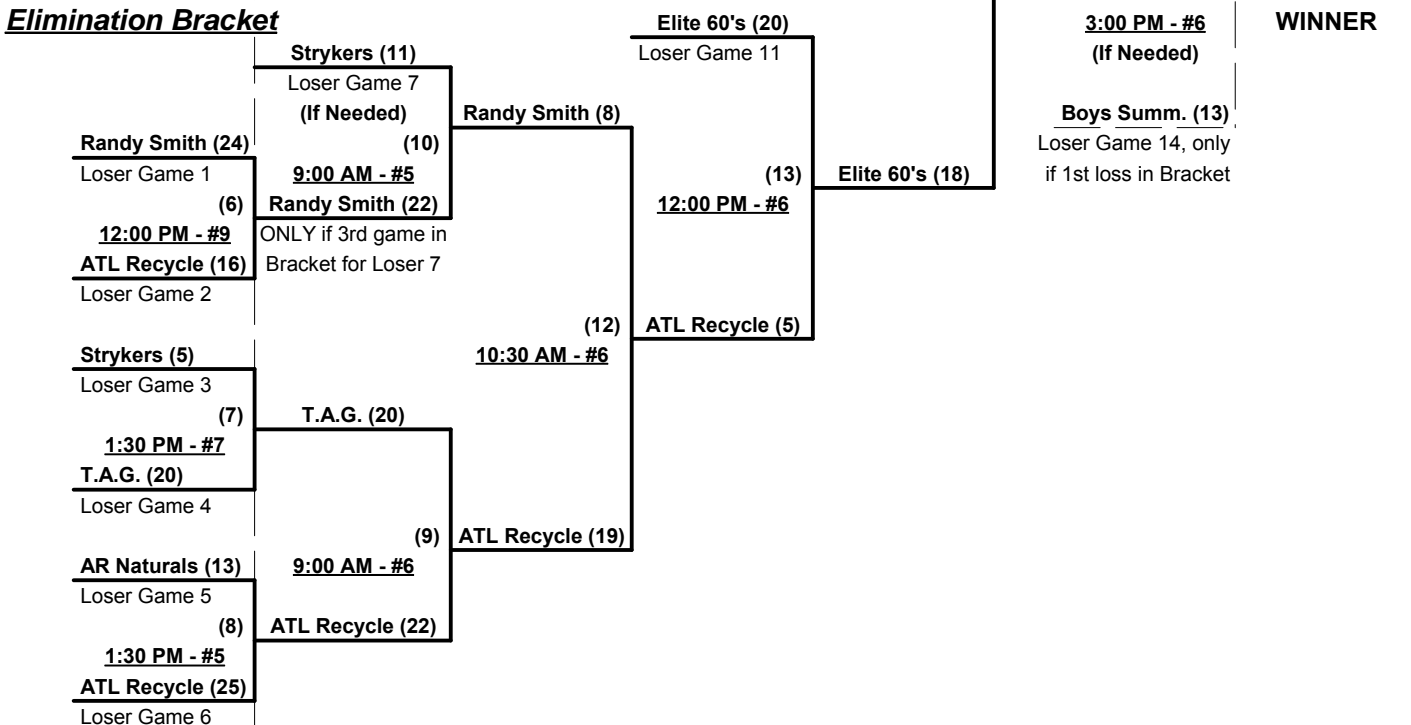 Elimination Bracket
Elite 60's (20)
3:00 PM - #6
WINNER
Strykers (11)
Loser Game 11
(If Needed)
Loser Game 7
(If Needed)
Randy Smith (8)
Boys Summ. (13)
Randy Smith (24)
(10)
Loser Game 14, only
Loser Game 1
9:00 AM - #5
(13)
Elite 60's (18)
if 1st loss in Bracket
(6)
Randy Smith (22)
12:00 PM - #6
12:00 PM - #9
ONLY if 3rd game in
ATL Recycle (16)
Bracket for Loser 7
Loser Game 2
(12)
ATL Recycle (5)
Strykers (5)
10:30 AM - #6
Loser Game 3
(7)
T.A.G. (20)
1:30 PM - #7
T.A.G. (20)
Loser Game 4
(9)
ATL Recycle (19)
AR Naturals (13)
9:00 AM - #6
Loser Game 5
(8)
ATL Recycle (22)
1:30 PM - #5
ATL Recycle (25)
Loser Game 6